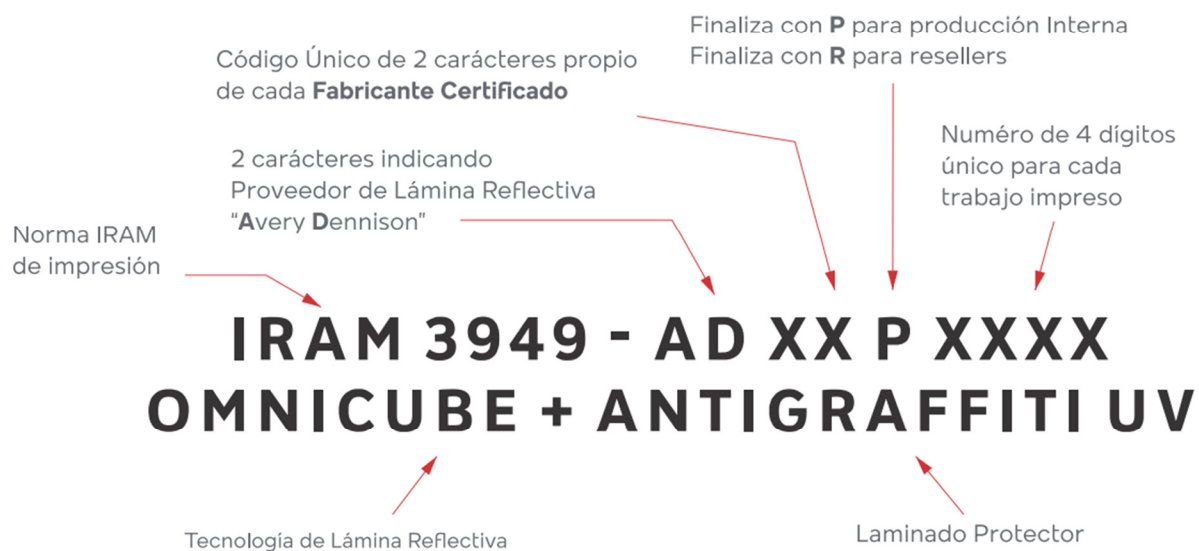 Finaliza con P para producción Interna
Finaliza con R para resellers
Código Único de 2 carácteres propio
de cada Fabricante Certificado
Numéro de 4 dígitos
único para cada
trabajo impreso
2 carácteres indicando
Proveedor de Lámina Reflectiva
“Avery Dennison”
Norma IRAM
de impresión
IRAM 3949 - AD XX P XXXX
OMNICUBE + ANTIGRAFFITI UV
Tecnología de Lámina Reflectiva
Laminado Protector